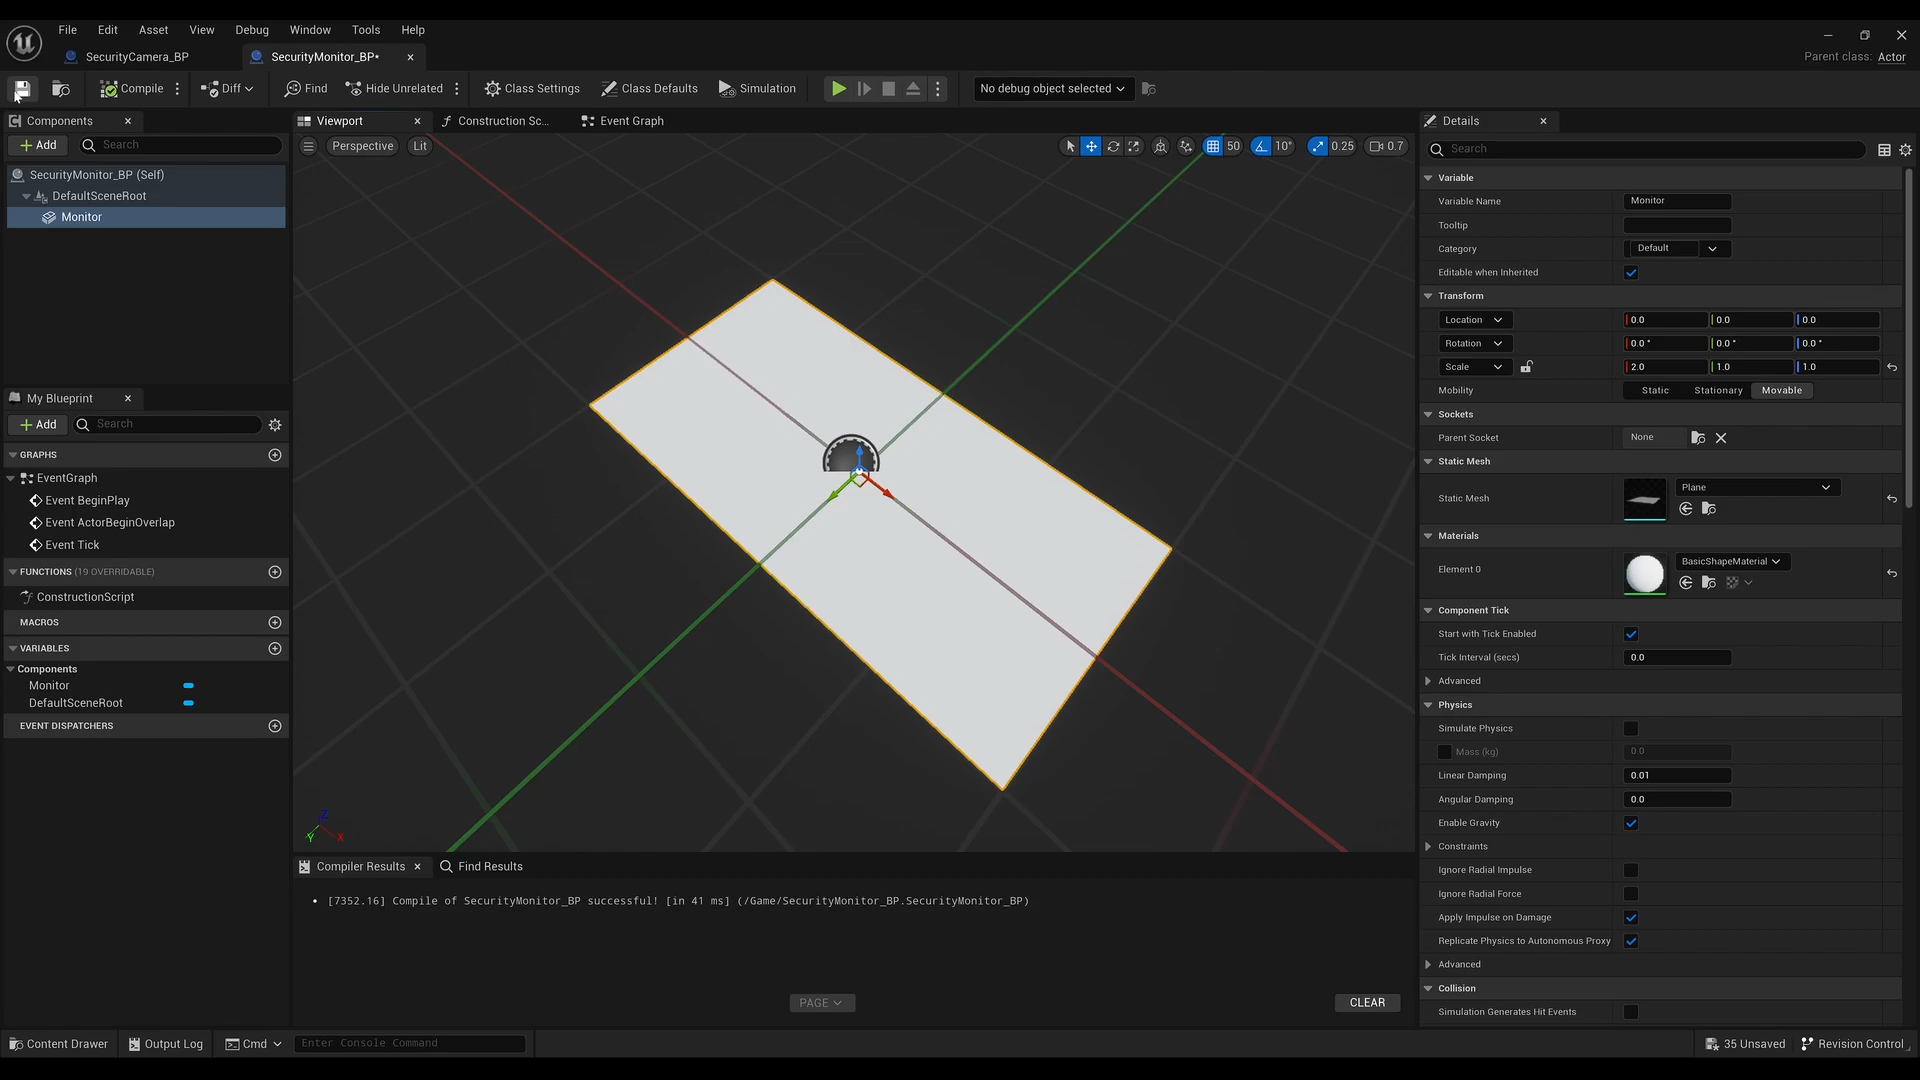 File Edit Asset View Debug Window Tools Help
SecurityCamera_BP
SecurityMonitor_BP•
Parent class: Actor
Compile
Diff
Find
Hide Unrelated
Class Settings
Class Defaults
Simulation
No debug object selected
Components
Add
Search
SecurityMonitor_BP (Self)
DefaultSceneRoot
Monitor
My Blueprint
Add
Search
GRAPHS
EventGraph
Event BeginPlay
Event ActorBeginOverlap
Event Tick
FUNCTIONS (19 OVERRIDABLE)
ConstructionScript
MACROS
VARIABLES
Components
Monitor
DefaultSceneRoot
EVENT DISPATCHERS
Viewport
Construction Sc...
Event Graph
Perspective
Lit
50
10°
0.25
0.7
Z
X
Y
Compiler Results
Find Results
• [7352.16] Compile of SecurityMonitor_BP successful! [in 41 ms] (/Game/SecurityMonitor_BP.SecurityMonitor_BP)
PAGE
CLEAR
Details
Search
Variable
Variable Name Monitor
Tooltip
Category Default
Editable when Inherited
Transform
Location 0.0 0.0 0.0
Rotation 0.0 ° 0.0 ° 0.0 °
Scale 2.0 1.0 1.0
Mobility Static Stationary Movable
Sockets
Parent Socket None
Static Mesh
Static Mesh Plane
Materials
Element 0 BasicShapeMaterial
Component Tick
Start with Tick Enabled
Tick Interval (secs) 0.0
Advanced
Physics
Simulate Physics
Mass (kg) 0.0
Linear Damping 0.01
Angular Damping 0.0
Enable Gravity
Constraints
Ignore Radial Impulse
Ignore Radial Force
Apply Impulse on Damage
Replicate Physics to Autonomous Proxy
Advanced
Collision
Simulation Generates Hit Events
Content Drawer
Output Log
Cmd
Enter Console Command
35 Unsaved
Revision Control